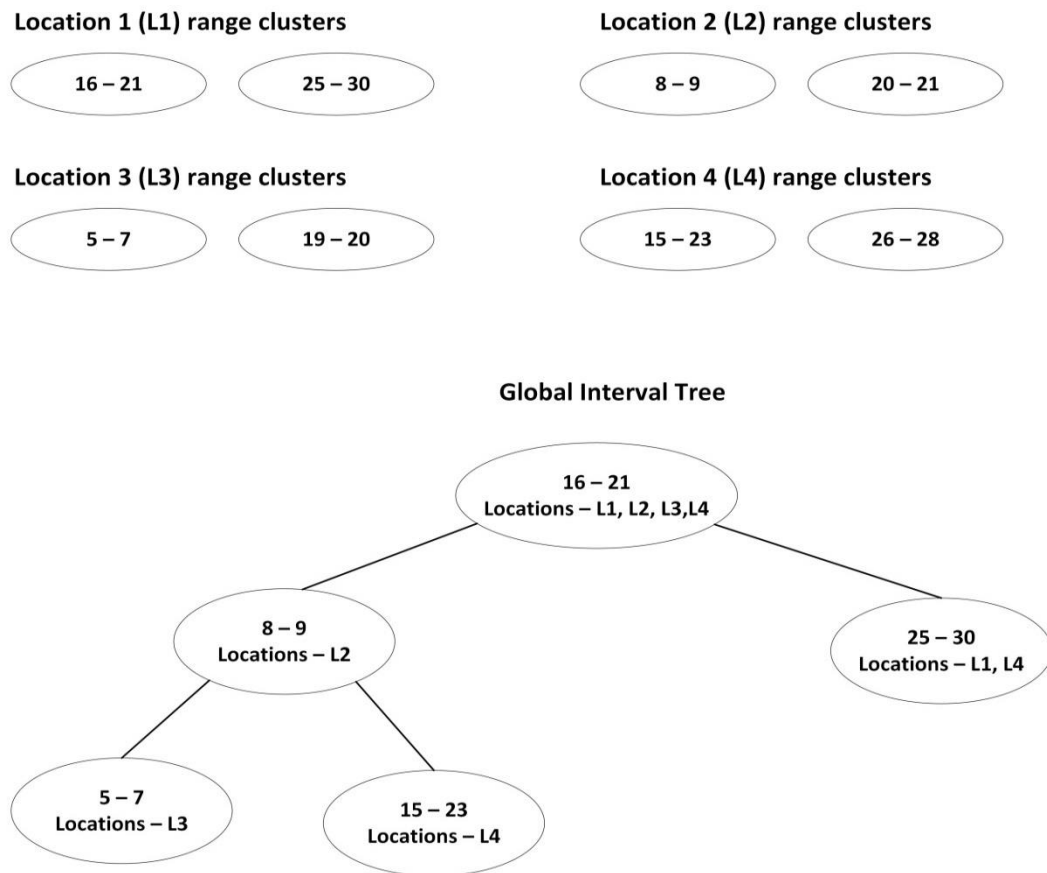 Location 1 (L1) range clusters
16 – 21
25 – 30
Location 2 (L2) range clusters
8 – 9
20 – 21
Location 3 (L3) range clusters
5 – 7
19 – 20
Location 4 (L4) range clusters
15 – 23
26 – 28
Global Interval Tree
16 – 21
Locations – L1, L2, L3,L4
8 – 9
Locations – L2
25 – 30
Locations – L1, L4
5 – 7
Locations – L3
15 – 23
Locations – L4